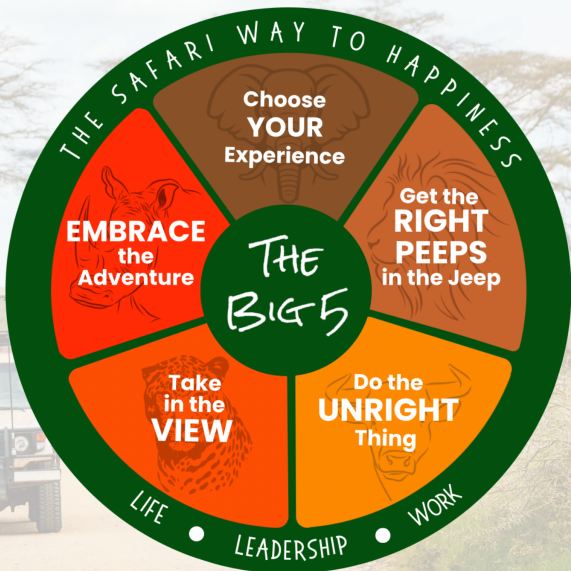 THE SAFARI WAY TO HAPPINESS
Choose
YOUR
Experience
Get the
RIGHT
PEEPS
in the Jeep
Do the
UNRIGHT
Thing
Take
in the
VIEW
EMBRACE
the
Adventure
THE
BIG 5
LIFE • LEADERSHIP • WORK